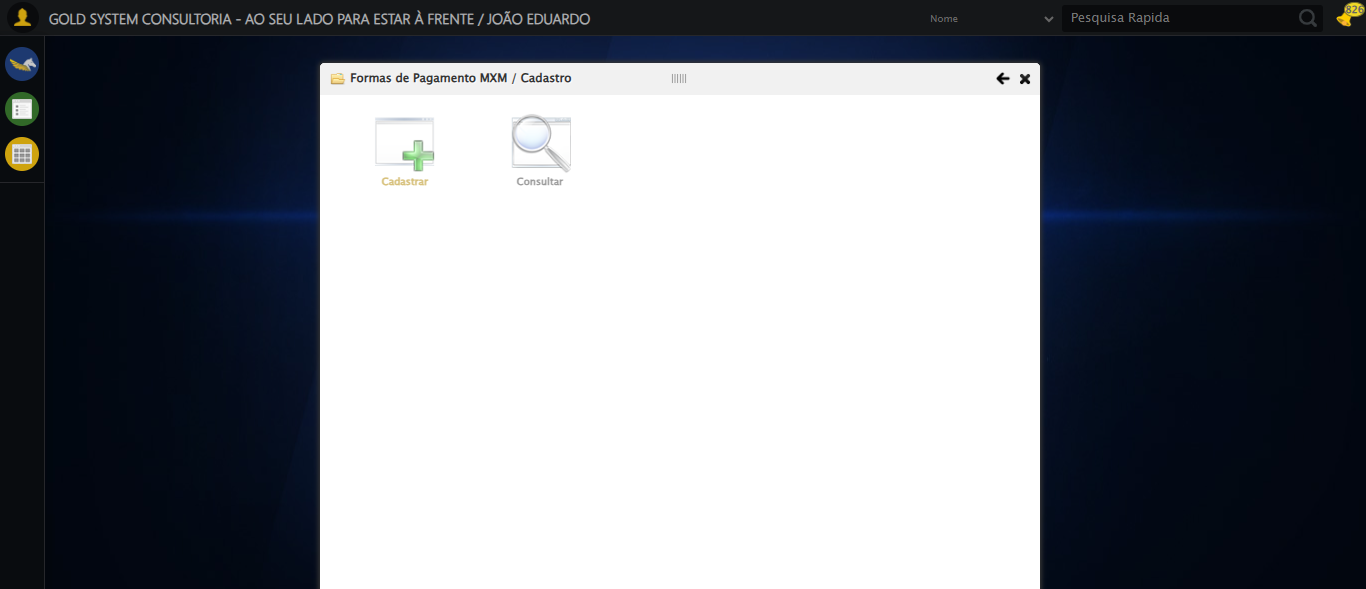 GOLD SYSTEM CONSULTORIA - AO SEU LADO PARA ESTAR À FRENTE / JOÃO EDUARDO
Nome
Pesquisa Rapida
826
Formas de Pagamento MXM / Cadastro
Cadastrar
Consultar